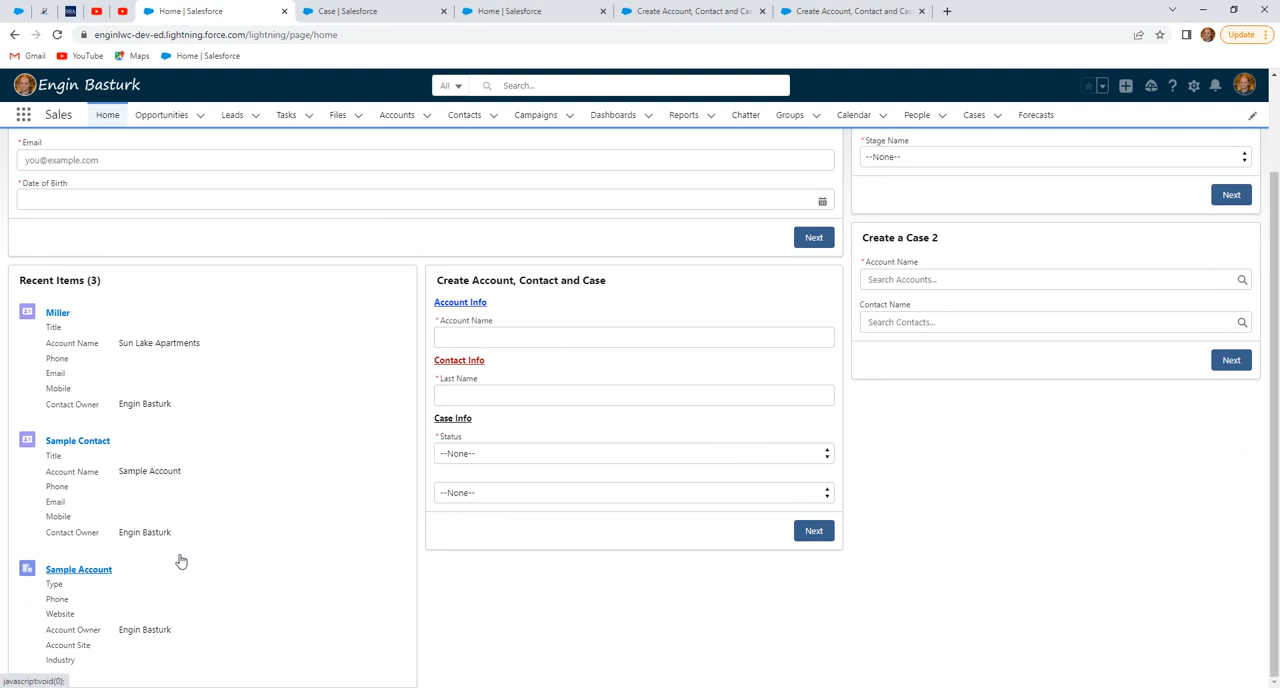 Home | Salesforce
Case | Salesforce
Home | Salesforce
Create Account, Contact and Ca
Create Account, Contact and Ca
enginlwc-dev-ed.lightning.force.com/lightning/page/home
Update
Gmail
YouTube
Maps
Home | Salesforce
Engin Basturk
All
Search...
Sales
Home
Opportunities
Leads
Tasks
Files
Accounts
Contacts
Campaigns
Dashboards
Reports
Chatter
Groups
Calendar
People
Cases
Forecasts
*Email
you@example.com
*Date of Birth
Next
*Stage Name
--None--
Next
Create a Case 2
*Account Name
Search Accounts...
Contact Name
Search Contacts...
Next
Recent Items (3)
Miller
Title
Account Name Sun Lake Apartments
Phone
Email
Mobile
Contact Owner Engin Basturk
Sample Contact
Title
Account Name Sample Account
Phone
Email
Mobile
Contact Owner Engin Basturk
Sample Account
Type
Phone
Website
Account Owner Engin Basturk
Account Site
Industry
Create Account, Contact and Case
Account Info
*Account Name
Contact Info
*Last Name
Case Info
*Status
--None--
--None--
Next
javascript:void(0);